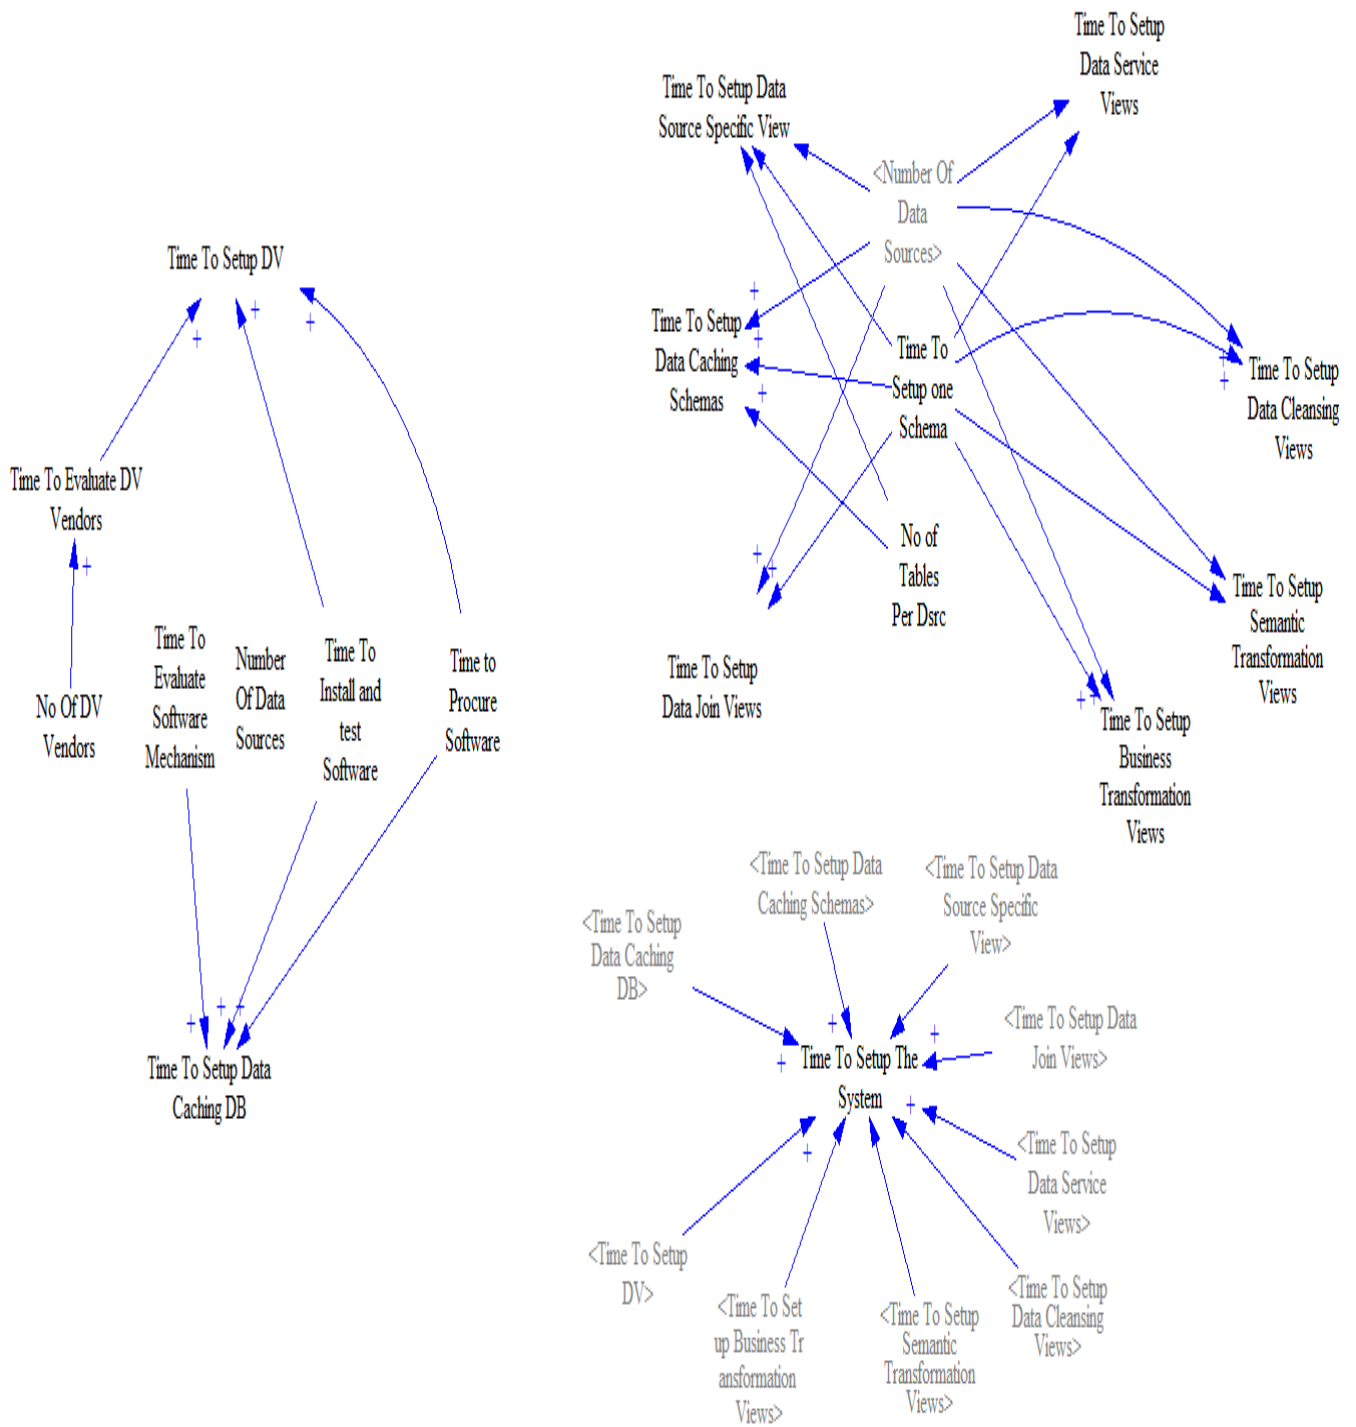 Time To Setup DV
Time To Evaluate DV
Vendors
No Of DV
Vendors
Time To
Evaluate
Software
Mechanism
Number
Of Data
Sources
Time To
Install and
test
Software
Time to
Procure
Software
Time To Setup Data
Caching DB
Time To Setup Data
Source Specific View
<Number Of
Data
Sources>
Time To Setup
Data Service
Views
Time To Setup
Data Caching
Schemas
Time To
Setup one
Schema
Time To Setup
Data Cleansing
Views
No of
Tables
Per Dsrc
Time To Setup
Data Join Views
Time To Setup
Semantic
Transformation
Views
Time To Setup
Business
Transformation
Views
<Time To Setup
Data Caching
DB>
<Time To Setup Data
Caching Schemas>
<Time To Setup Data
Source Specific
View>
<Time To Setup Data
Join Views>
Time To Setup The
System
<Time To Setup
Data Service
Views>
<Time To Setup
DV>
<Time To Set
up Business Tr
ansformation
Views>
<Time To Setup
Semantic
Transformation
Views>
<Time To Setup
Data Cleansing
Views>